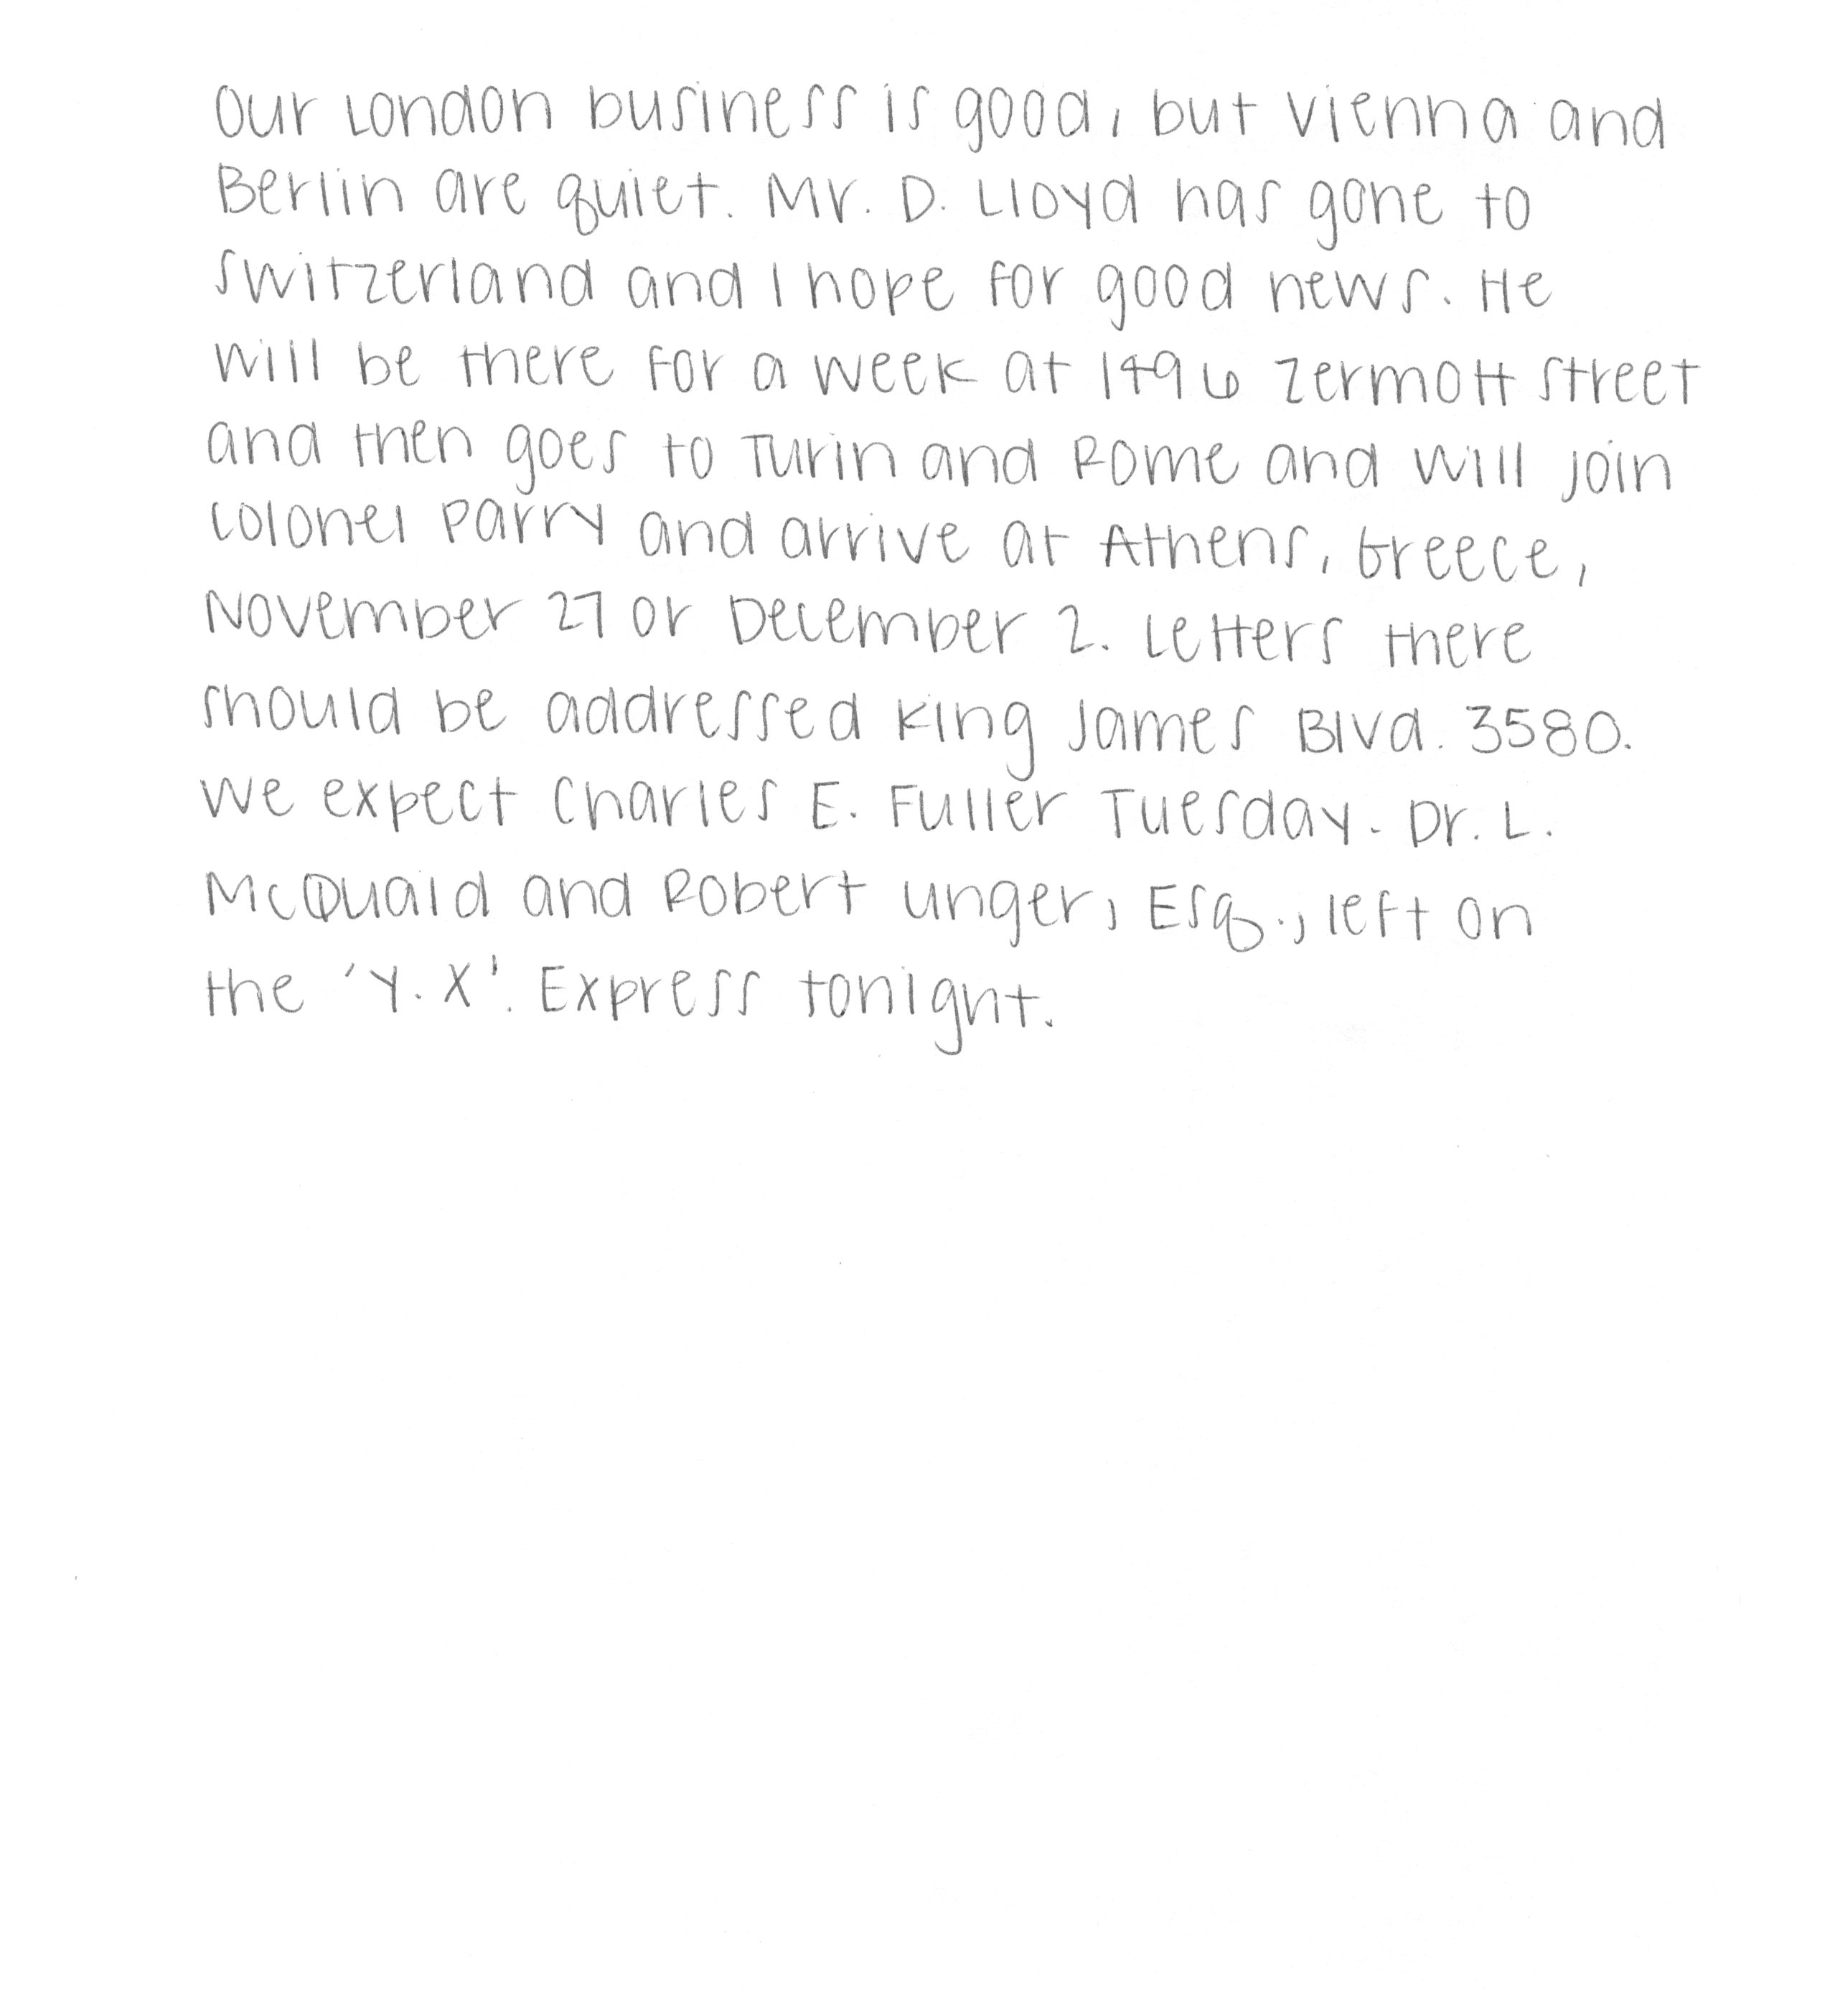 Our London business is good, but Vienna and
Berlin are quiet. Mr. D. Lloyd has gone to
Switzerland and I hope for good news. He
will be there for a week at 1496 Zermott Street
and then goes to Turin and Rome and will join
Colonel Parry and arrive at Athens, Greece,
November 27 or December 2. Letters there
should be addressed King James Blvd. 3580.
We expect Charles E. Fuller Tuesday. Dr. L.
McQuaid and Robert Unger, Esq., left on
the 'Y.X'. Express tonight.